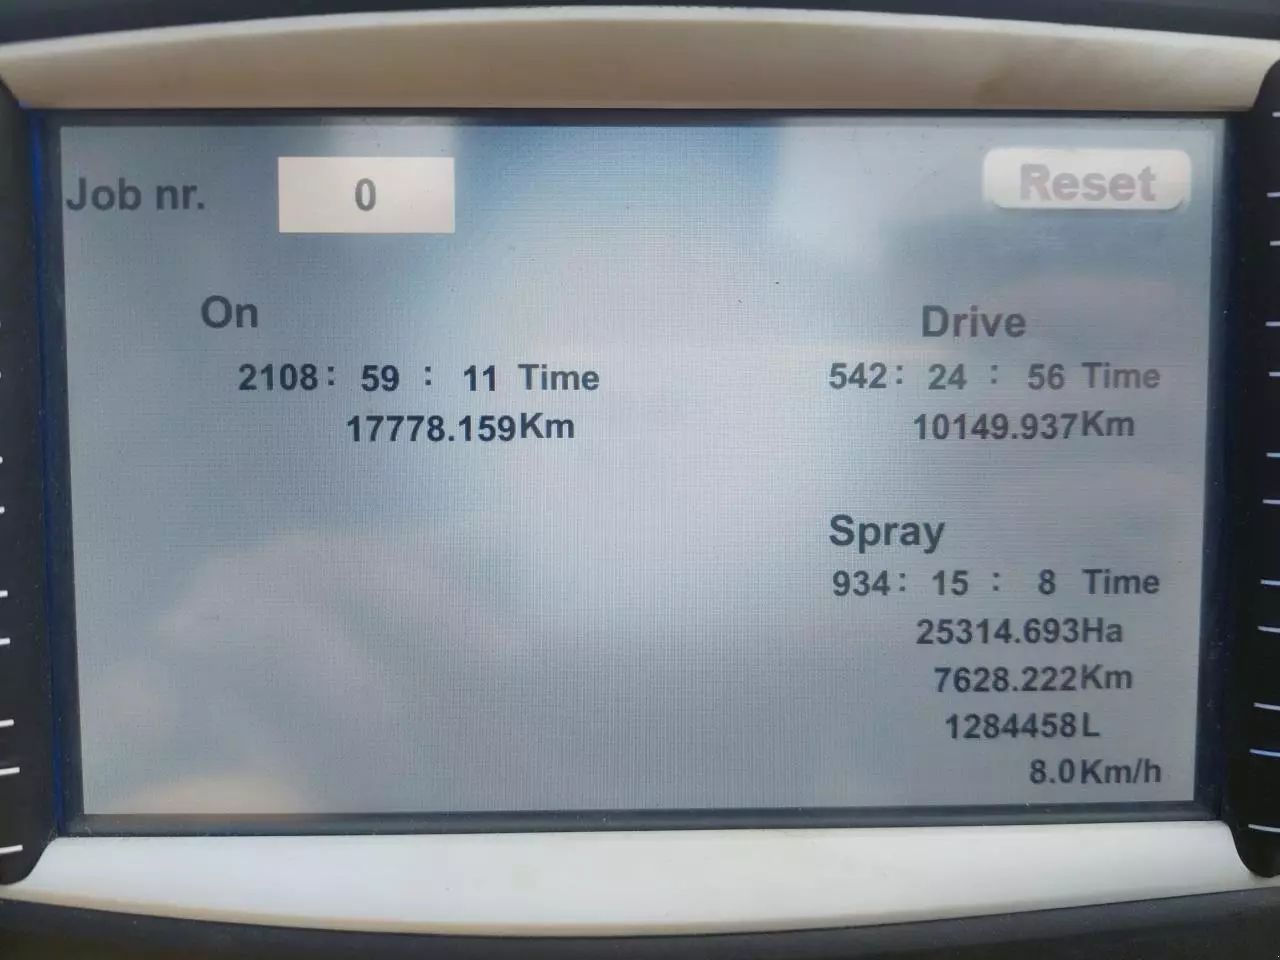 Job nr. 0 Reset
On
2108: 59 : 11 Time
17778.159Km
Drive
542: 24 : 56 Time
10149.937Km
Spray
934: 15 : 8 Time
25314.693Ha
7628.222Km
1284458L
8.0Km/h